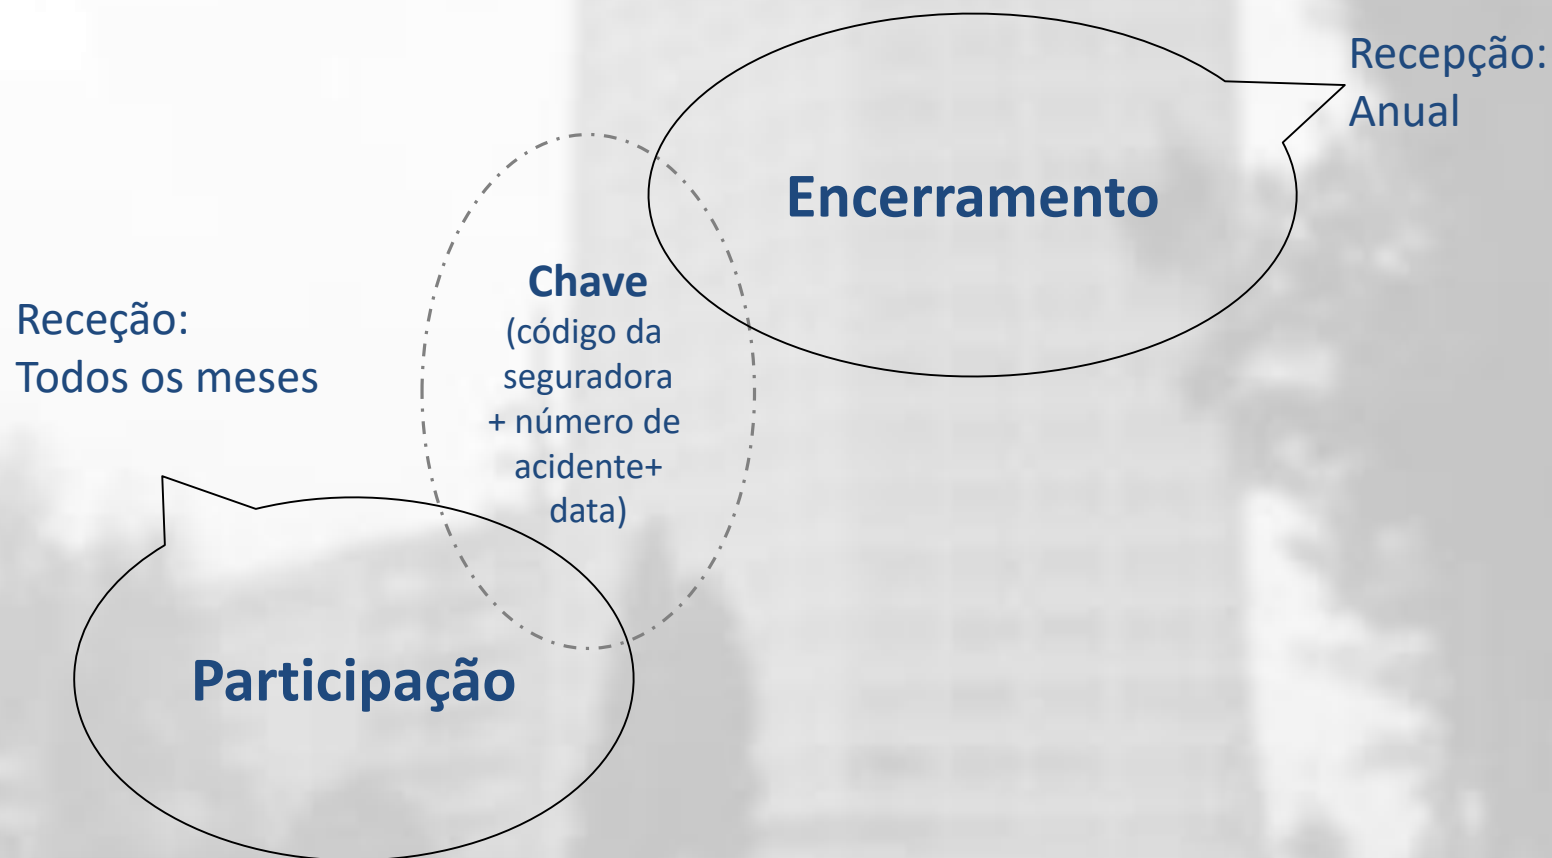 Recepção:
Anual
Encerramento
Chave
(código da
seguradora
+ número de
acidente+
data)
Receção:
Todos os meses
Participação